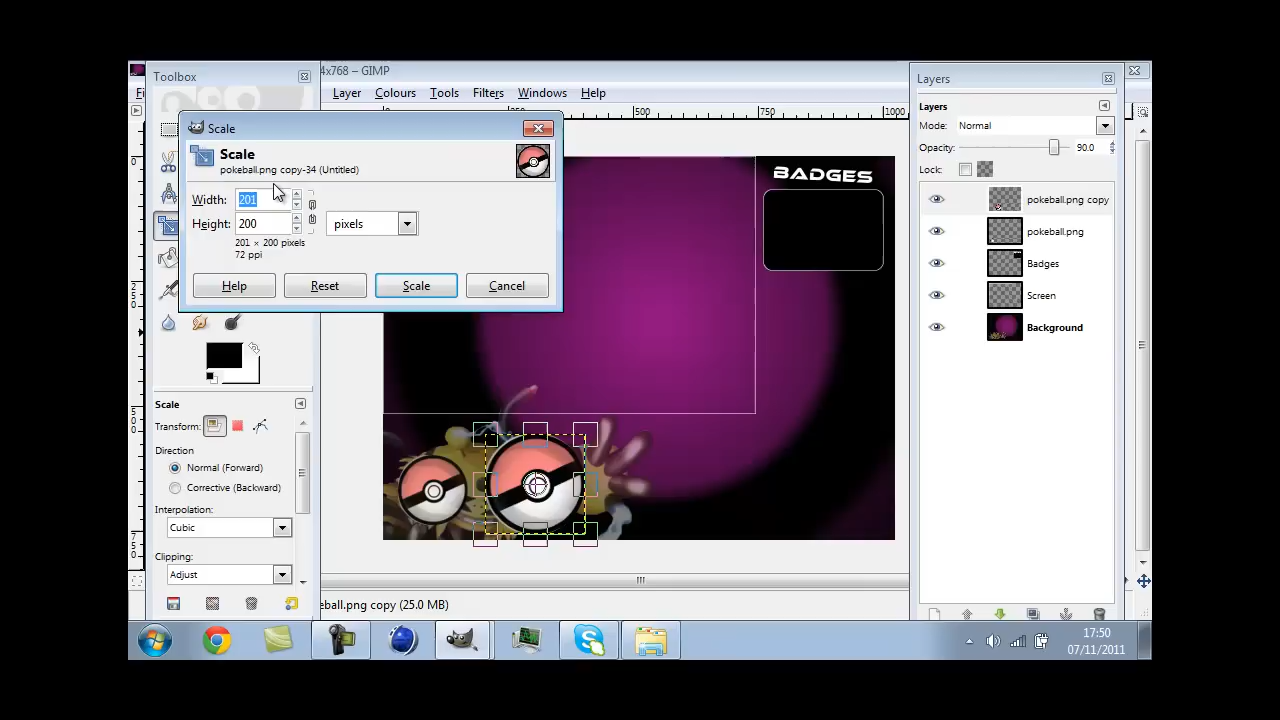 Toolbox
4x768 – GIMP
Layers
Fi
Layer Colours Tools Filters Windows Help
500 750 1000
Scale
Scale
pokeball.png copy-34 (Untitled)
Width: 201
Height: 200 pixels
201 × 200 pixels
72 ppi
Help Reset Scale Cancel
BADGES
Layers
Mode: Normal
Opacity: 90.0
Lock:
pokeball.png copy
pokeball.png
Badges
Screen
Background
Scale
Transform:
Direction
Normal (Forward)
Corrective (Backward)
Interpolation:
Cubic
Clipping:
Adjust
eball.png copy (25.0 MB)
17:50
07/11/2011